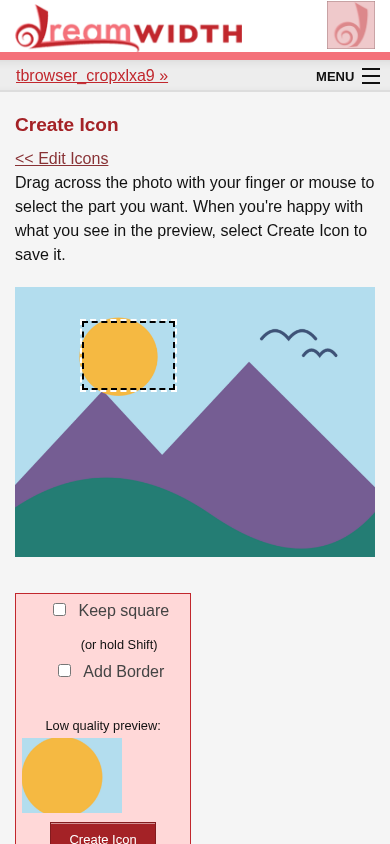 dreamWIDTH
tbrowser_cropxlxa9 »
MENU
Create Icon
<< Edit Icons
Drag across the photo with your finger or mouse to
select the part you want. When you're happy with
what you see in the preview, select Create Icon to
save it.
Keep square
(or hold Shift)
Add Border
Low quality preview:
Create Icon